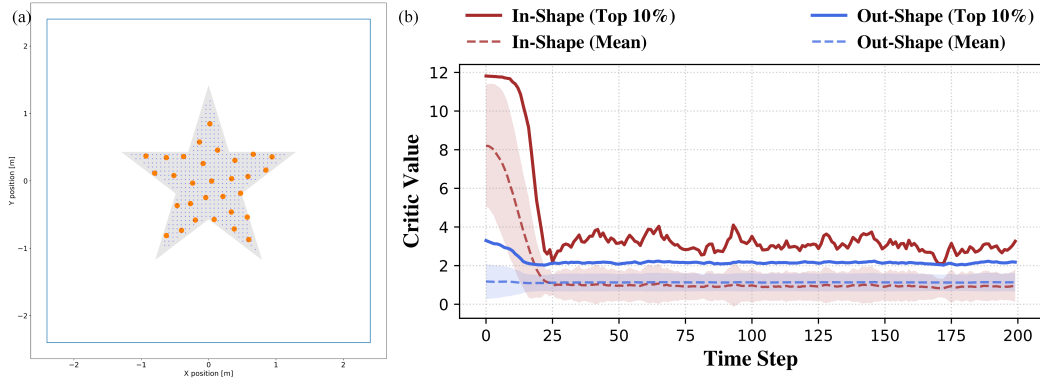 (a)
2
1
0
−1
−2
Y position [m]
−2
−1
0
1
2
X position [m]
(b)
In-Shape (Top 10%)
In-Shape (Mean)
Out-Shape (Top 10%)
Out-Shape (Mean)
12
10
8
6
4
2
0
Critic Value
0
25
50
75
100
125
150
175
200
Time Step